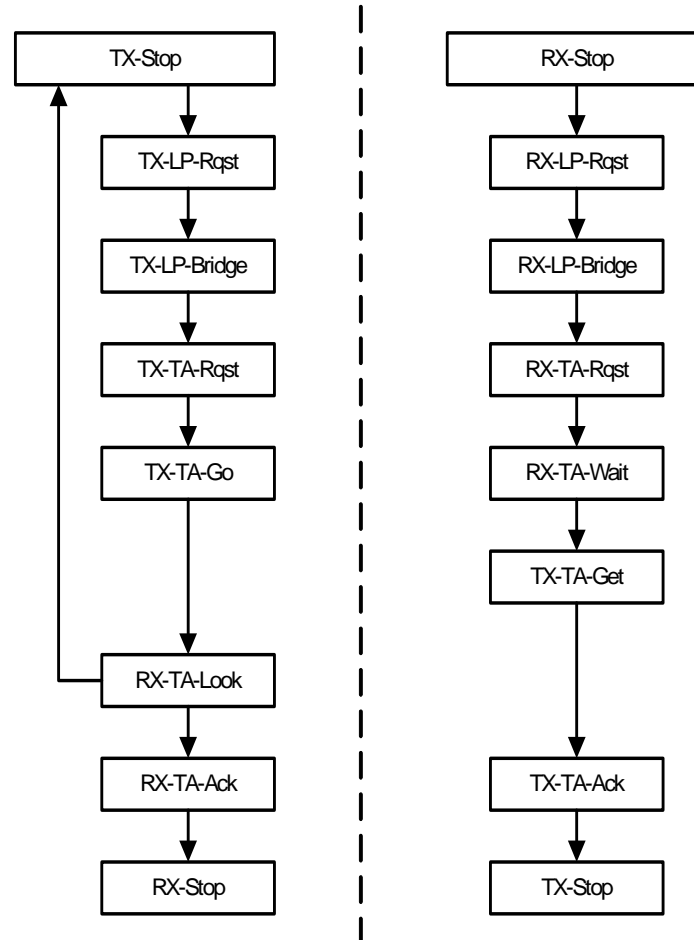 TX-Stop
TX-LP-Rqst
TX-LP-Bridge
TX-TA-Rqst
TX-TA-Go
RX-TA-Look
RX-TA-Ack
RX-Stop
RX-Stop
RX-LP-Rqst
RX-LP-Bridge
RX-TA-Rqst
RX-TA-Wait
TX-TA-Get
TX-TA-Ack
TX-Stop